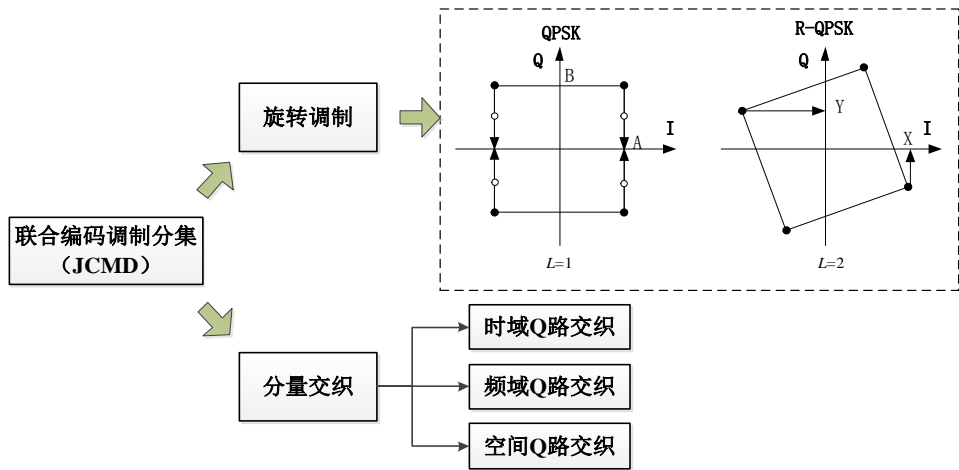 联合编码调制分集
（JCMD）
旋转调制
QPSK
Q
B
I
A
L=1
R-QPSK
Q
Y
I
X
L=2
分量交织
时域Q路交织
频域Q路交织
空间Q路交织